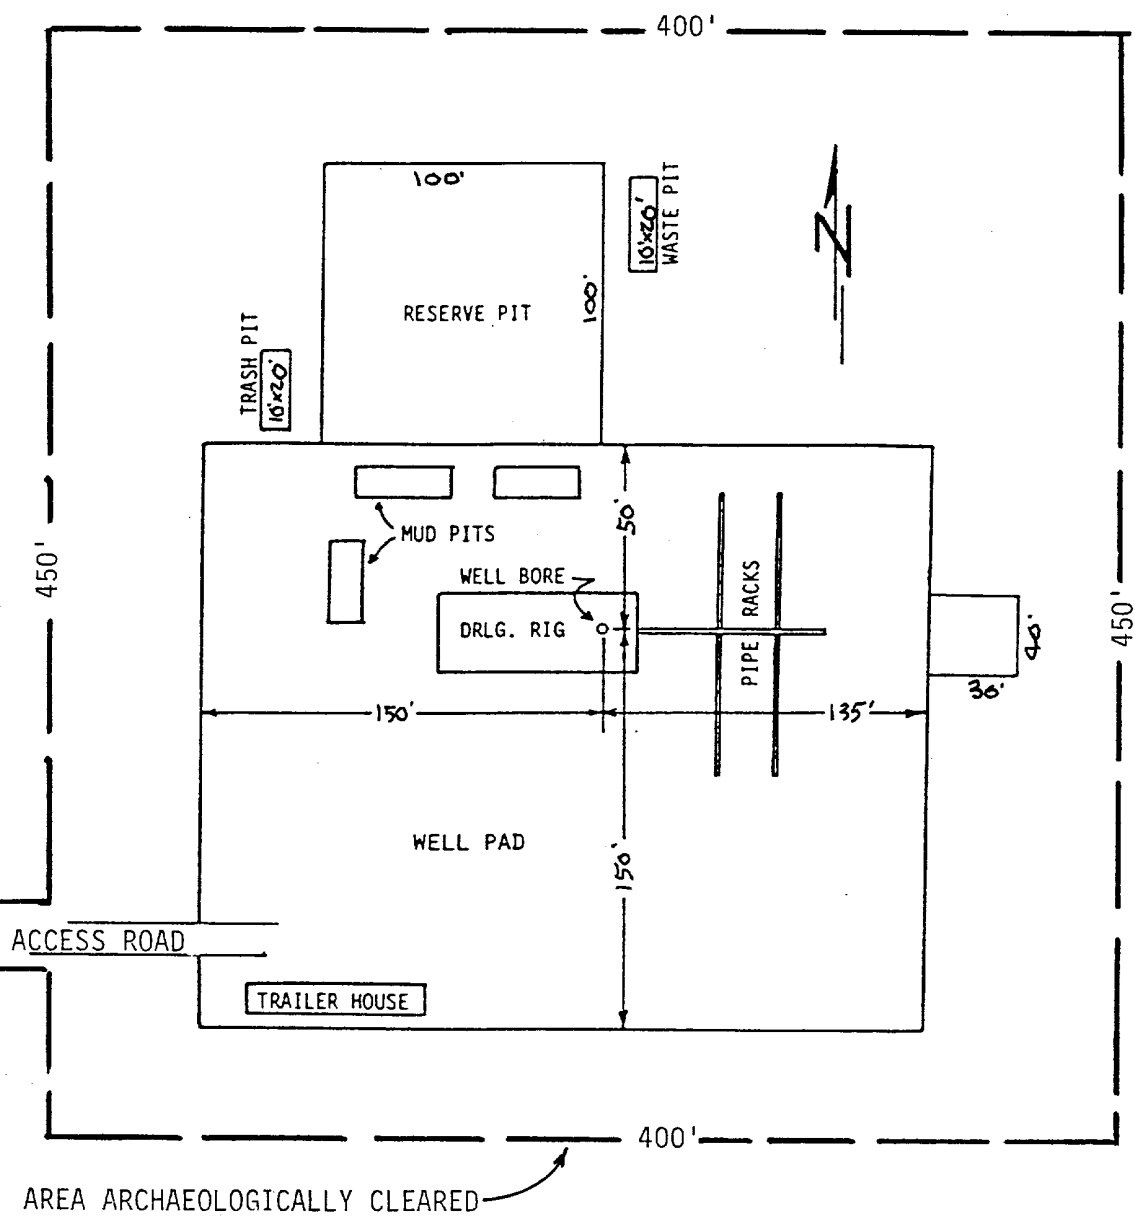 400'
100'
10'x20'
WASTE PIT
RESERVE PIT
100'
N
TRASH PIT
10'x20'
50'
MUD PITS
WELL BORE
DRLG. RIG
PIPE RACKS
450'
450'
40'
30'
150'
135'
WELL PAD
150'
ACCESS ROAD
TRAILER HOUSE
400'
AREA ARCHAEOLOGICALLY CLEARED